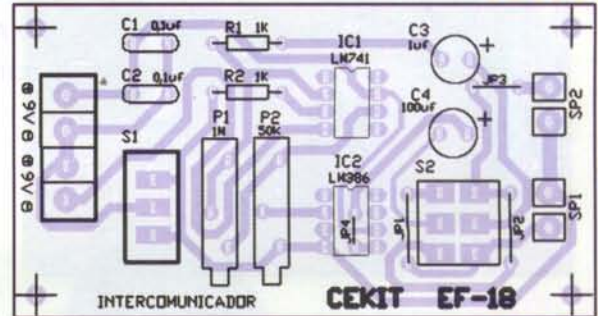 C1 0,1uF
R1 1K
IC1
LM741
C3
1uF
JP3
C2 0,1uF
R2 1K
SP2
⊕ 9V ⊖ ⊕ 9V ⊖
S1
P1
1M
P2
50K
C4
100uF
IC2
LM386
S2
JP4
JP1
JP2
SP1
INTERCOMUNICADOR
CEKIT EF-18